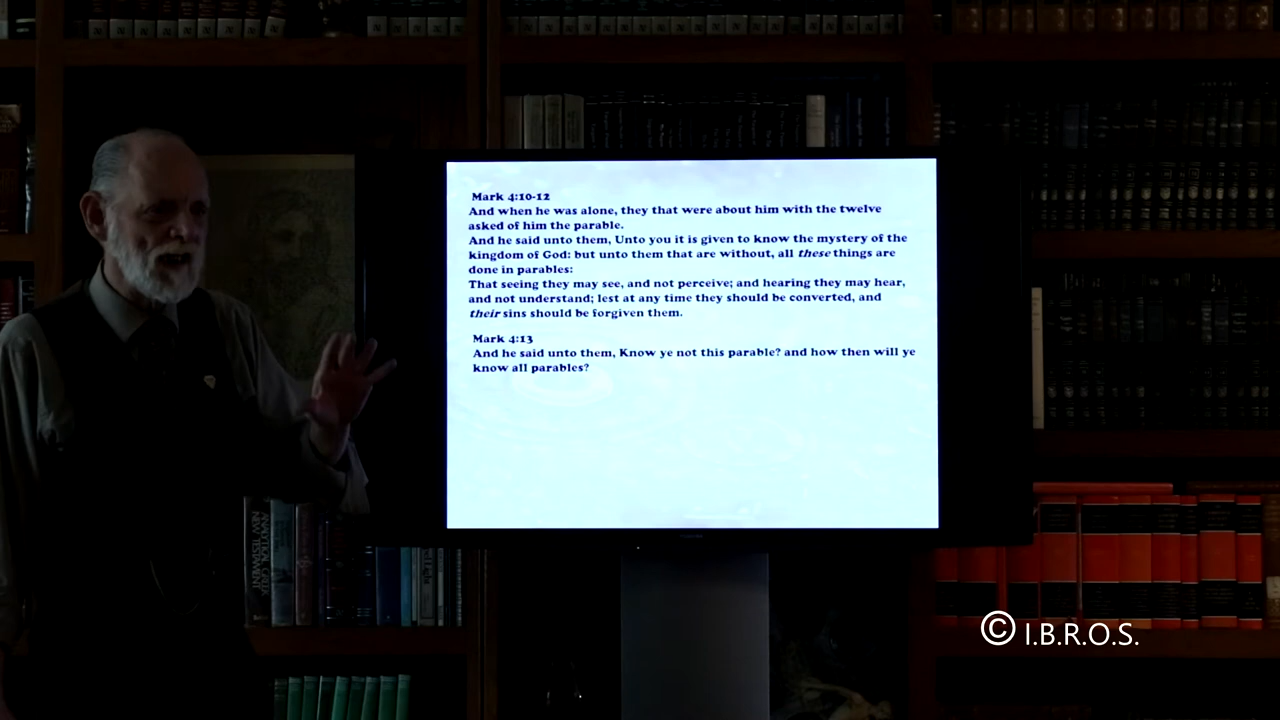 Mark 4:10-12
And when he was alone, they that were about him with the twelve
asked of him the parable.
And he said unto them, Unto you it is given to know the mystery of the
kingdom of God: but unto them that are without, all these things are
done in parables:
That seeing they may see, and not perceive; and hearing they may hear,
and not understand; lest at any time they should be converted, and
their sins should be forgiven them.
Mark 4:13
And he said unto them, Know ye not this parable? and how then will ye
know all parables?
ANALYTICAL GREEK
NEW TESTAMENT
© I.B.R.O.S.